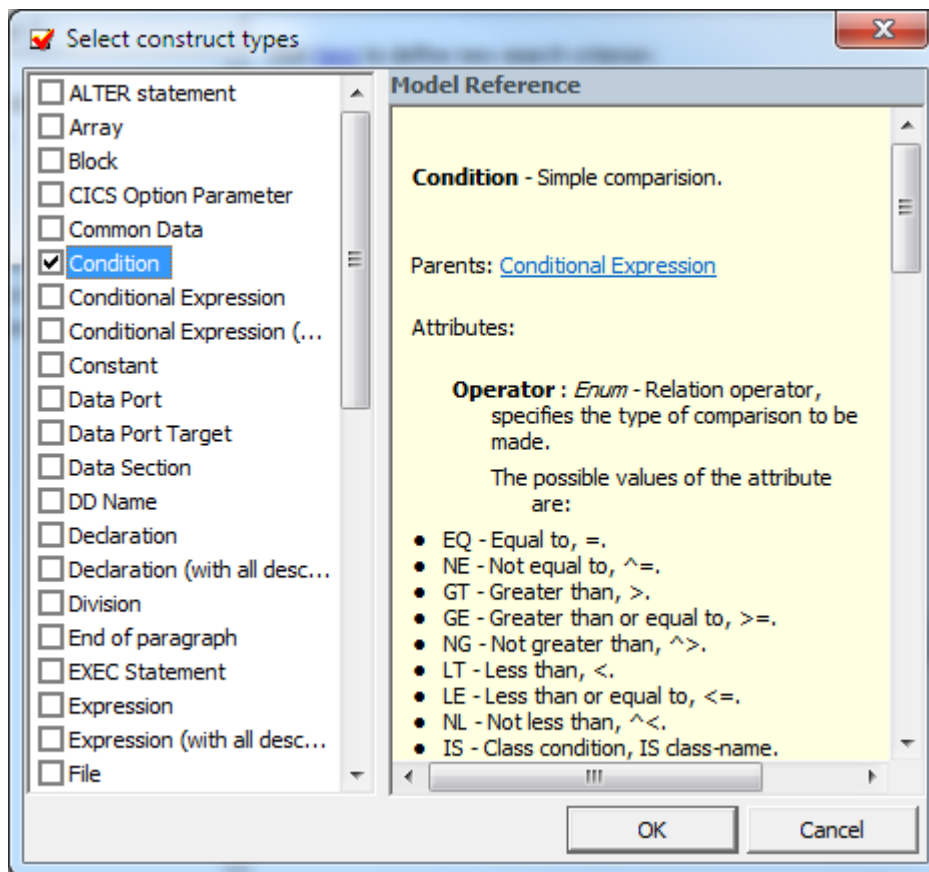 Select construct types
ALTER statement
Array
Block
CICS Option Parameter
Common Data
Condition
Conditional Expression
Conditional Expression (...
Constant
Data Port
Data Port Target
Data Section
DD Name
Declaration
Declaration (with all desc...
Division
End of paragraph
EXEC Statement
Expression
Expression (with all desc...
File
Model Reference
Condition - Simple comparision.
Parents: Conditional Expression
Attributes:
Operator : Enum - Relation operator,
specifies the type of comparison to be
made.
The possible values of the attribute
are:
● EQ - Equal to, =.
● NE - Not equal to, ^=.
● GT - Greater than, >.
● GE - Greater than or equal to, >=.
● NG - Not greater than, ^>.
● LT - Less than, <.
● LE - Less than or equal to, <=.
● NL - Not less than, ^<.
● IS - Class condition, IS class-name.
OK
Cancel